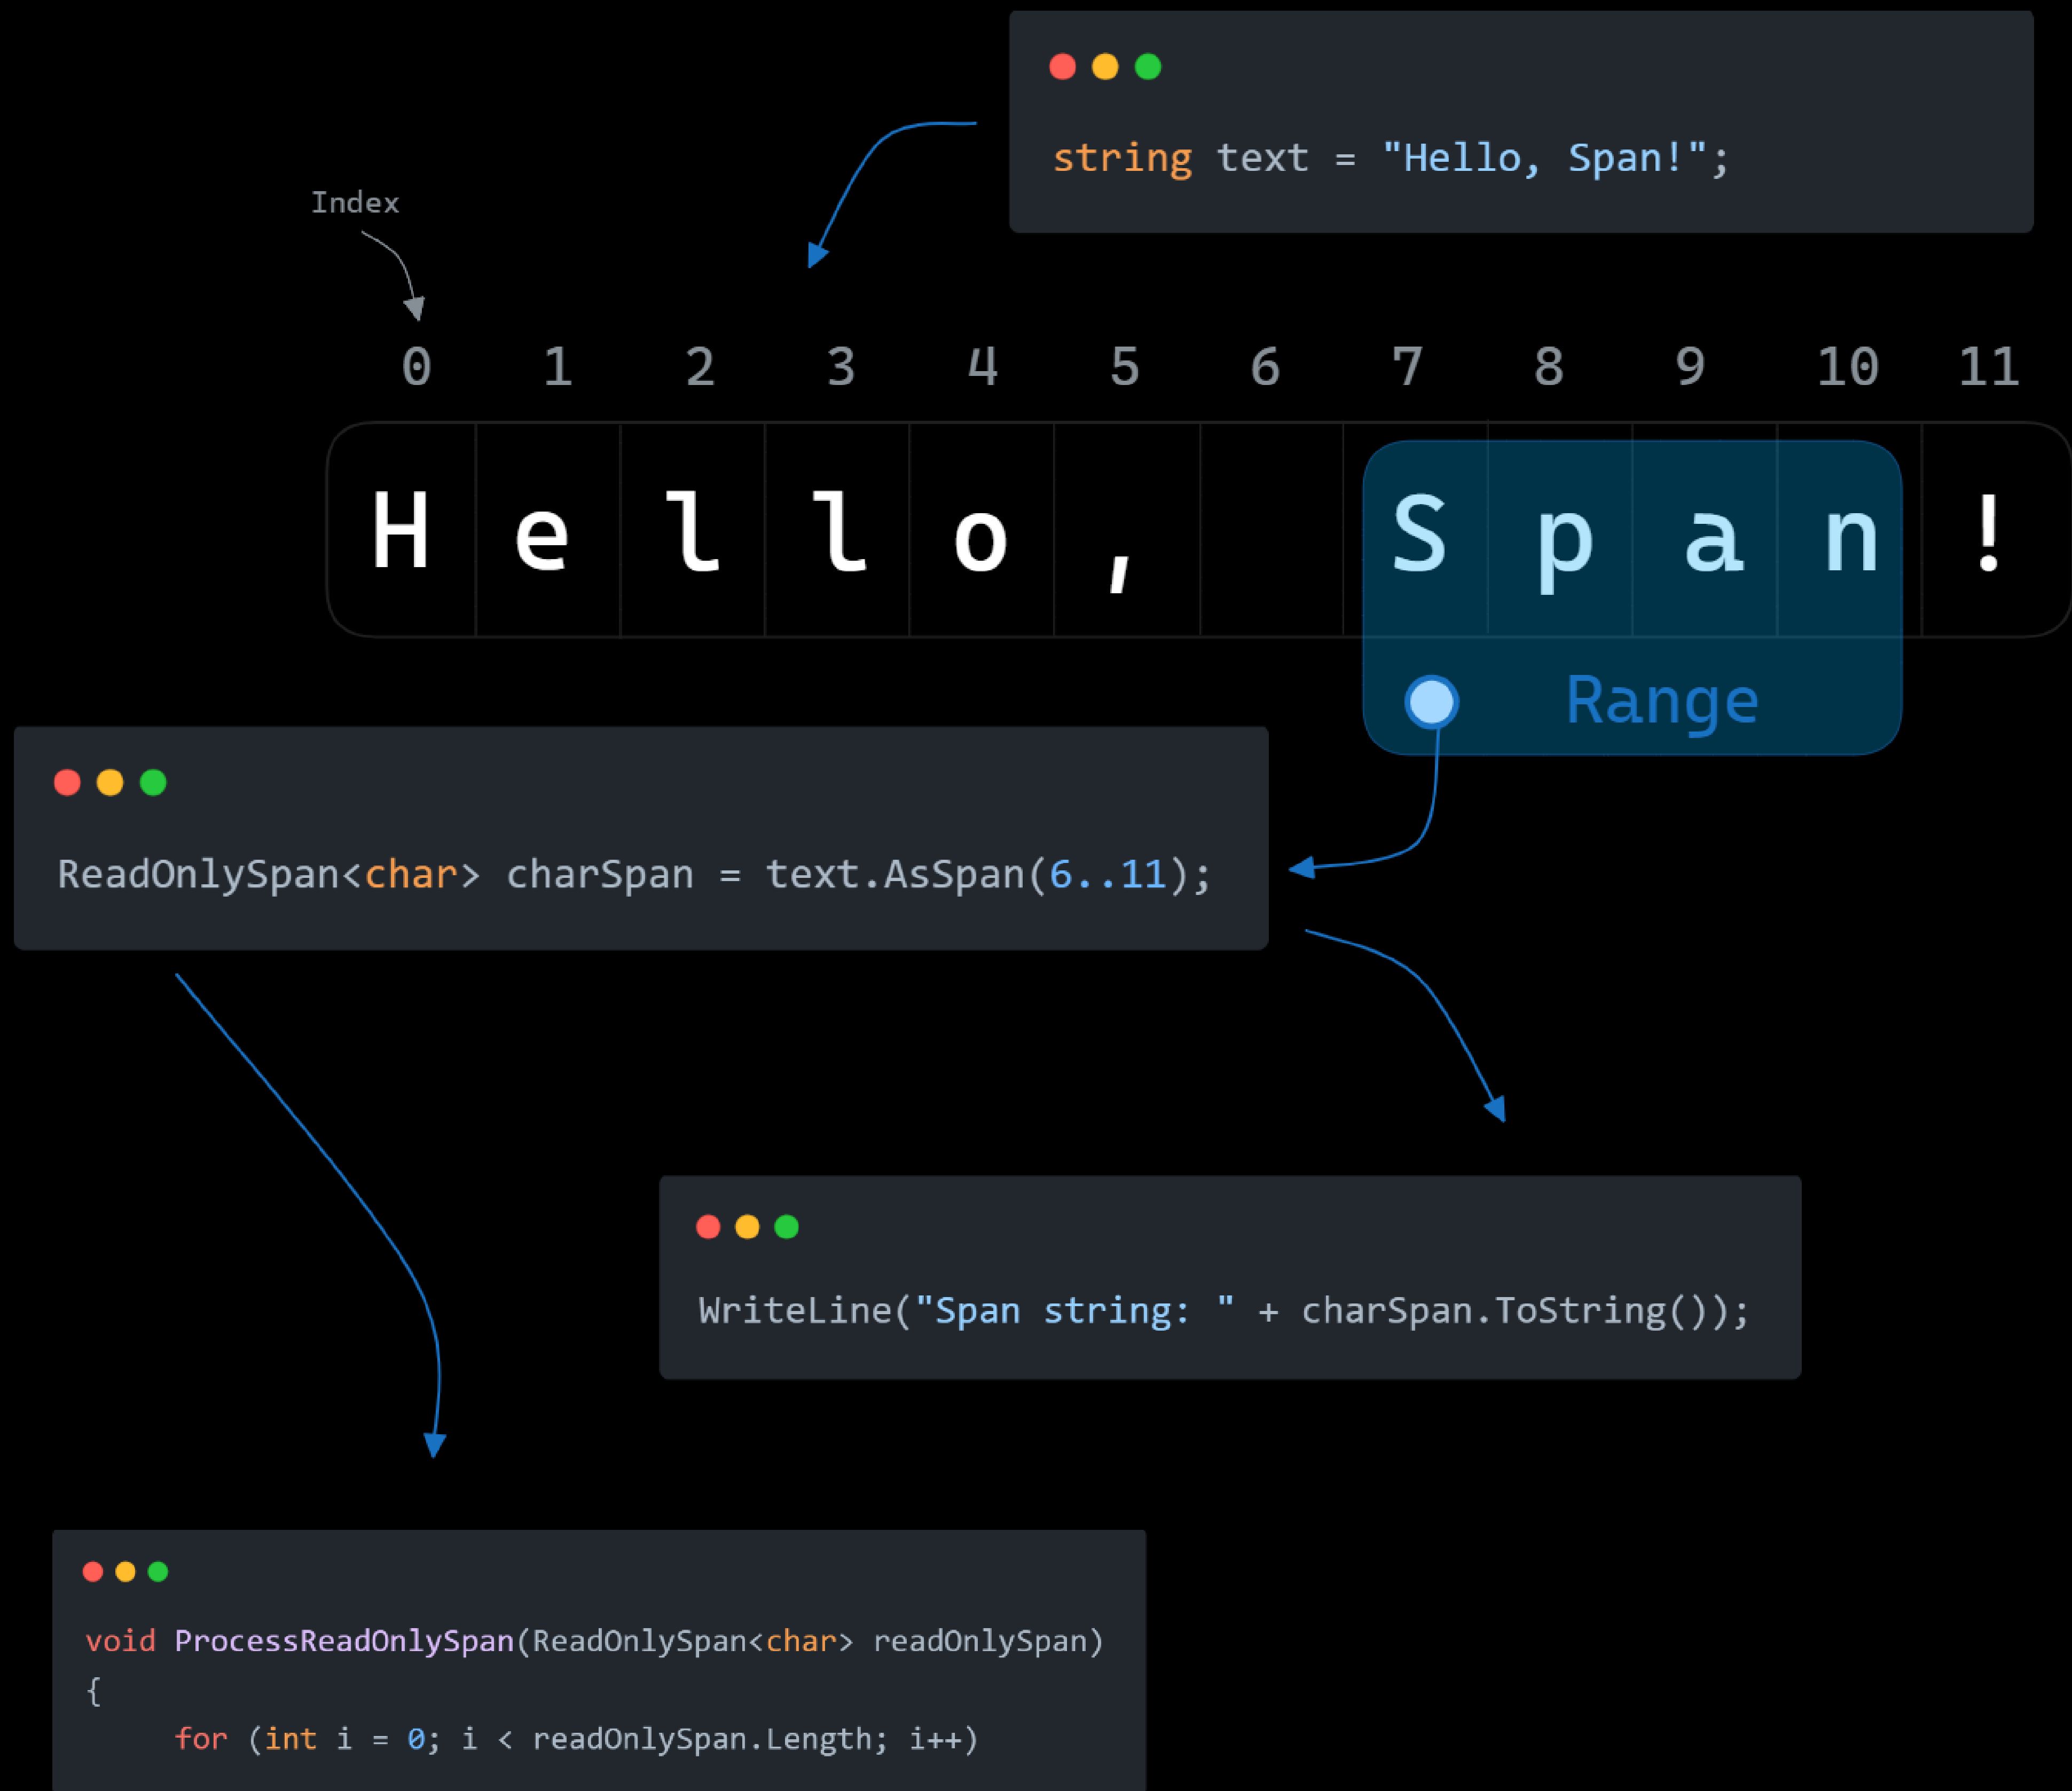 string text = "Hello, Span!";
Index
0 1 2 3 4 5 6 7 8 9 10 11
H e l l o , S p a n !
Range
ReadOnlySpan<char> charSpan = text.AsSpan(6..11);
WriteLine("Span string: " + charSpan.ToString());
void ProcessReadOnlySpan(ReadOnlySpan<char> readOnlySpan)
{
for (int i = 0; i < readOnlySpan.Length; i++)